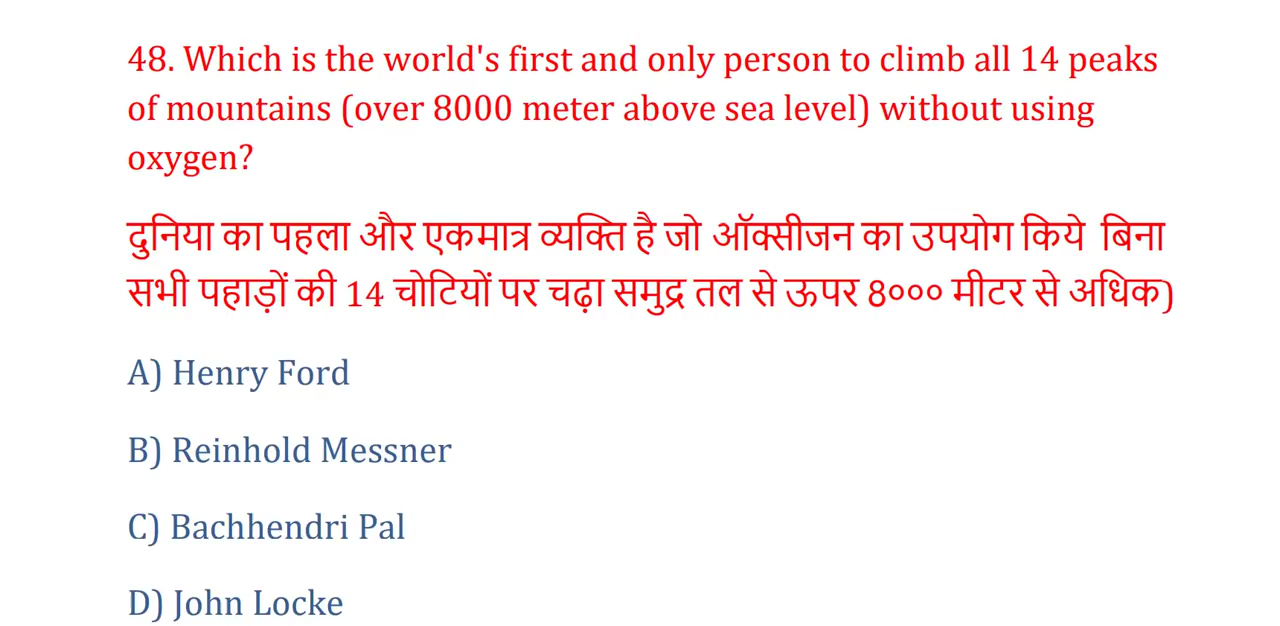 48. Which is the world's first and only person to climb all 14 peaks
of mountains (over 8000 meter above sea level) without using
oxygen?
दुनिया का पहला और एकमात्र व्यक्ति है जो ऑक्सीजन का उपयोग किये बिना
सभी पहाड़ों की 14 चोटियों पर चढ़ा समुद्र तल से ऊपर 8००० मीटर से अधिक)
A) Henry Ford
B) Reinhold Messner
C) Bachhendri Pal
D) John Locke